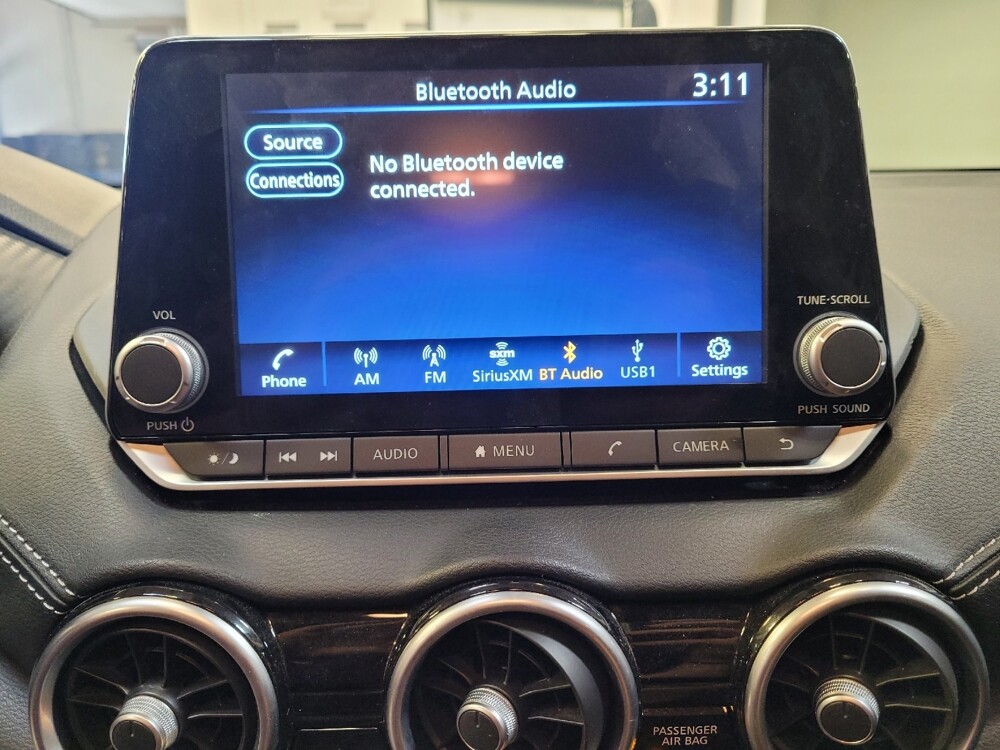 Bluetooth Audio
3:11
Source
Connections
No Bluetooth device
connected.
VOL
TUNE·SCROLL
Phone
AM
FM
sxm
SiriusXM
BT Audio
USB1
Settings
PUSH
PUSH SOUND
AUDIO
MENU
CAMERA
PASSENGER
AIR BAG